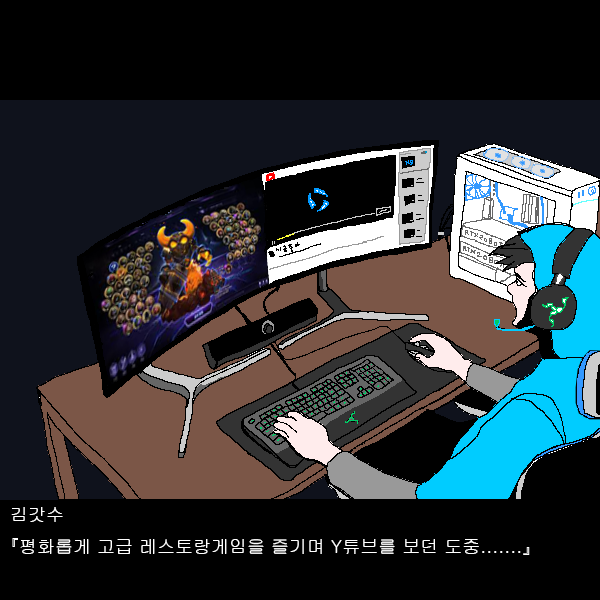 RTX2080Ti
김갓수
『평화롭게 고급 레스토랑게임을 즐기며 Y튜브를 보던 도중.......』